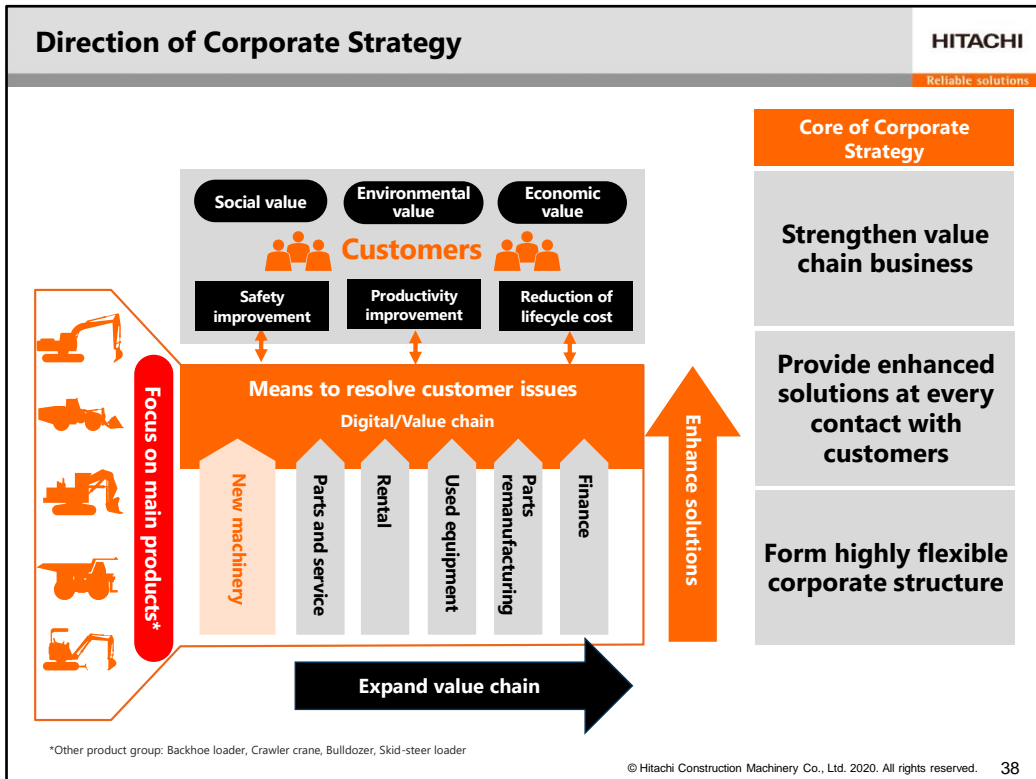 Direction of Corporate Strategy
HITACHI
Reliable solutions
Core of Corporate
Strategy
Strengthen value
chain business
Provide enhanced
solutions at every
contact with
customers
Form highly flexible
corporate structure
Social value
Environmental
value
Economic
value
Customers
Safety
improvement
Productivity
improvement
Reduction of
lifecycle cost
Focus on main products*
Means to resolve customer issues
Digital/Value chain
New machinery
Parts and service
Rental
Used equipment
Parts
remanufacturing
Finance
Enhance solutions
Expand value chain
*Other product group: Backhoe loader, Crawler crane, Bulldozer, Skid-steer loader
© Hitachi Construction Machinery Co., Ltd. 2020. All rights reserved. 38